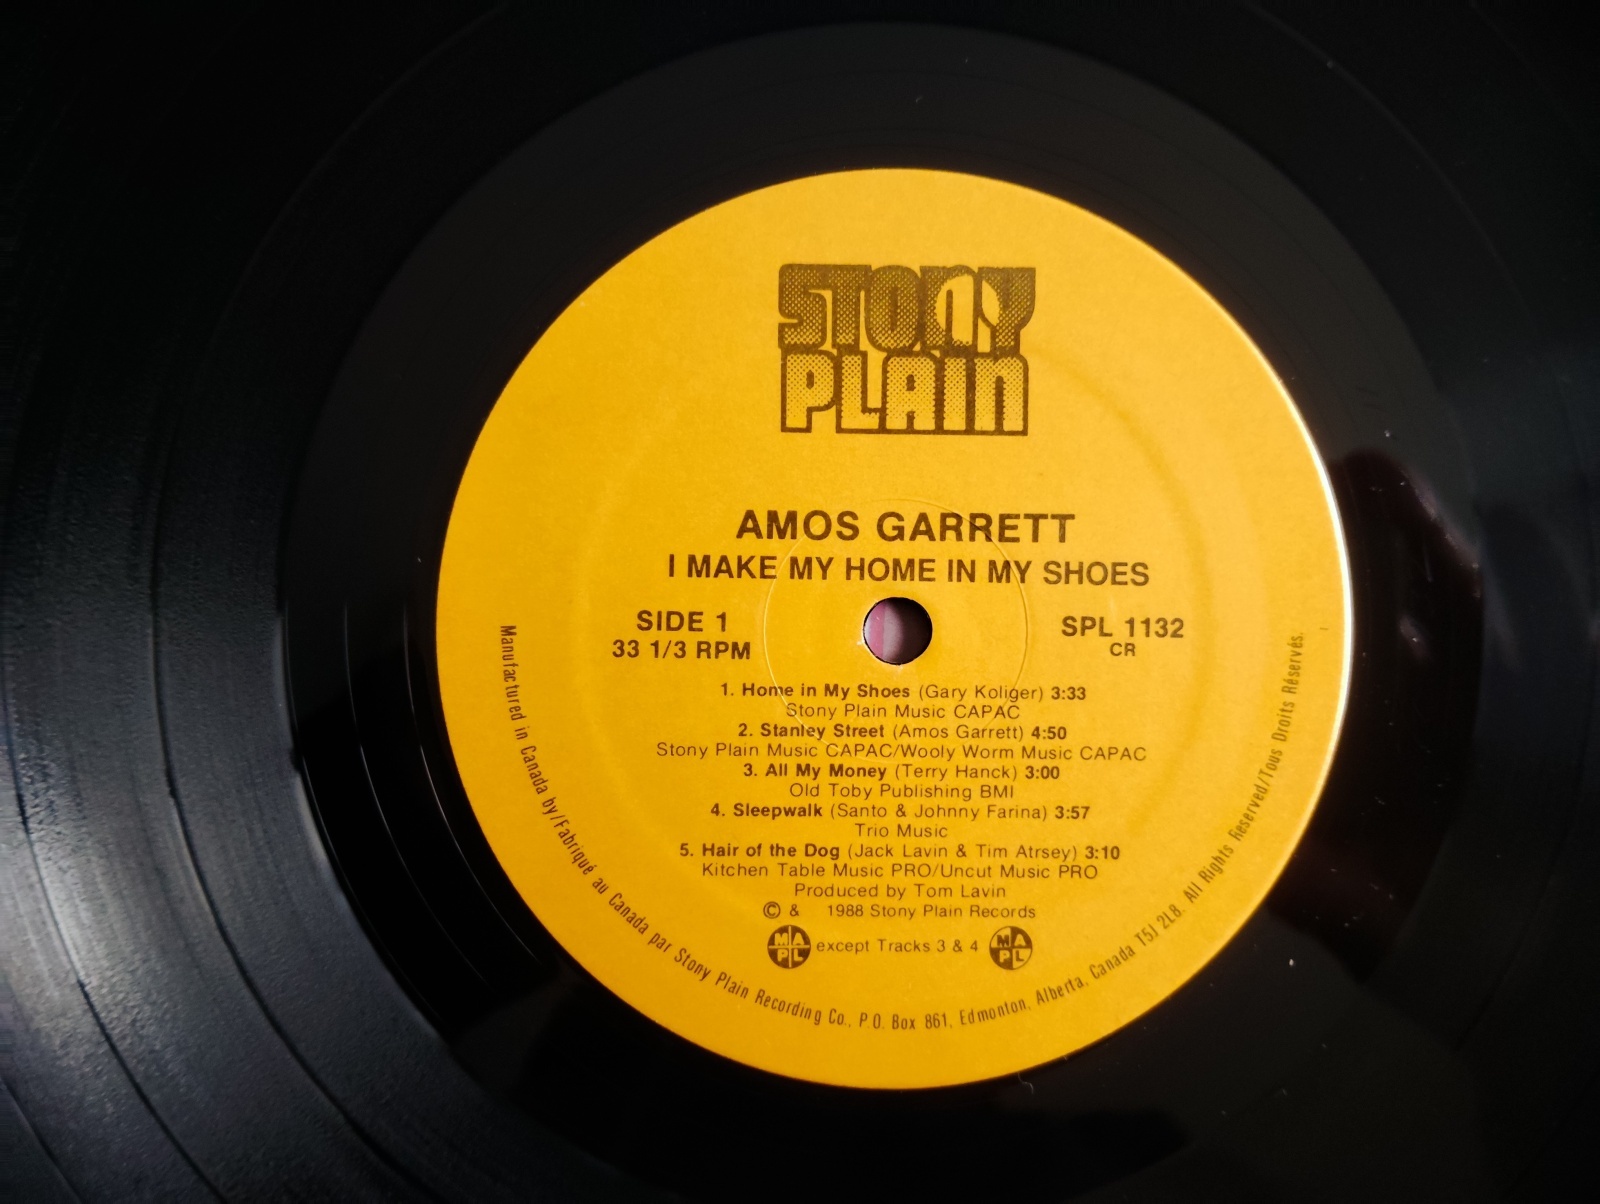 STONY
PLAIN
AMOS GARRETT
I MAKE MY HOME IN MY SHOES
SIDE 1
33 1/3 RPM
SPL 1132
CR
1. Home in My Shoes (Gary Koliger) 3:33
Stony Plain Music CAPAC
2. Stanley Street (Amos Garrett) 4:50
Stony Plain Music CAPAC/Wooly Worm Music CAPAC
3. All My Money (Terry Hanck) 3:00
Old Toby Publishing BMI
4. Sleepwalk (Santo & Johnny Farina) 3:57
Trio Music
5. Hair of the Dog (Jack Lavin & Tim Atrsey) 3:10
Kitchen Table Music PRO/Uncut Music PRO
Produced by Tom Lavin
© & 1988 Stony Plain Records
MAPL except Tracks 3 & 4 MAPL
Manufactured in Canada by/Fabriqué au Canada par Stony Plain Recording Co., P.O. Box 861, Edmonton, Alberta, Canada T5J 2L8. All Rights Reserved/Tous Droits Réservés.